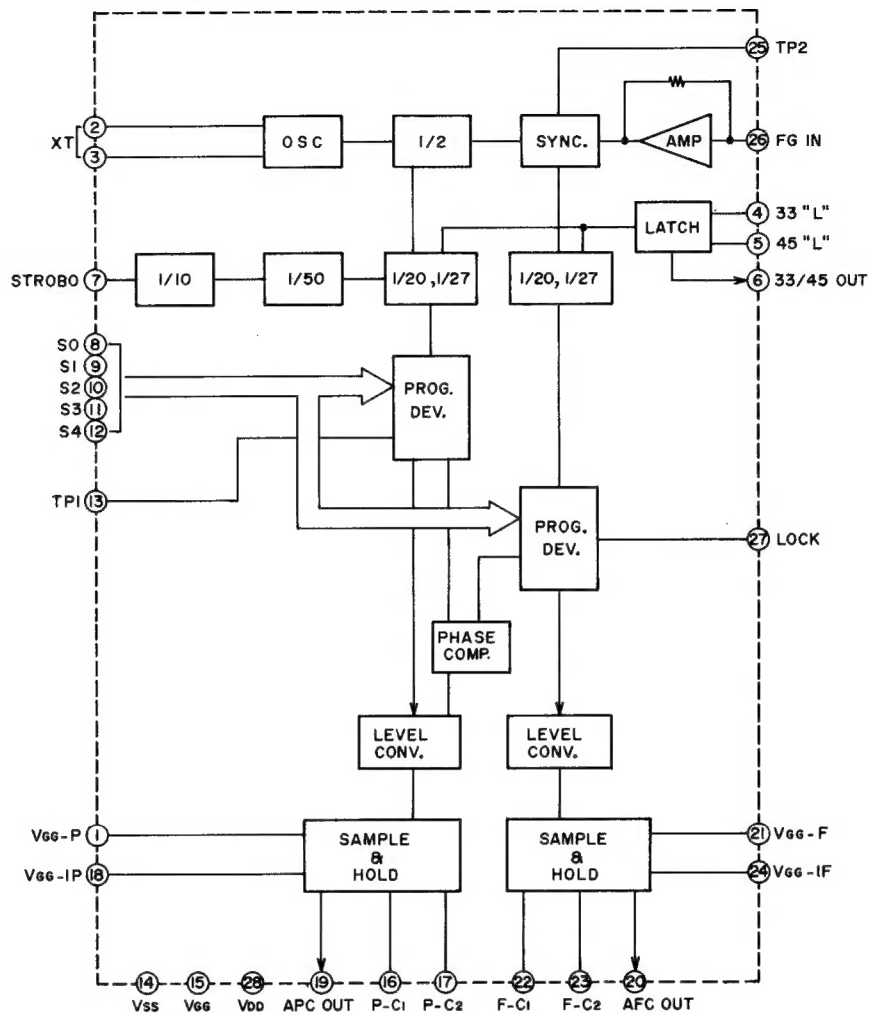 25 TP2
XT
2
3
OSC
1/2
SYNC.
AMP
26 FG IN
LATCH
4 33 "L"
5 45 "L"
6 33/45 OUT
STROBO 7
1/10
1/50
1/20 ,1/27
1/20, 1/27
S0 8
S1 9
S2 10
S3 11
S4 12
PROG.
DEV.
TP1 13
PROG.
DEV.
27 LOCK
PHASE
COMP.
LEVEL
CONV.
LEVEL
CONV.
VGG-P 1
VGG-IP 18
SAMPLE
&
HOLD
SAMPLE
&
HOLD
21 VGG-F
24 VGG-IF
14 15 28 19 16 17 22 23 20
VSS VGG VDD APC OUT P-C1 P-C2 F-C1 F-C2 AFC OUT